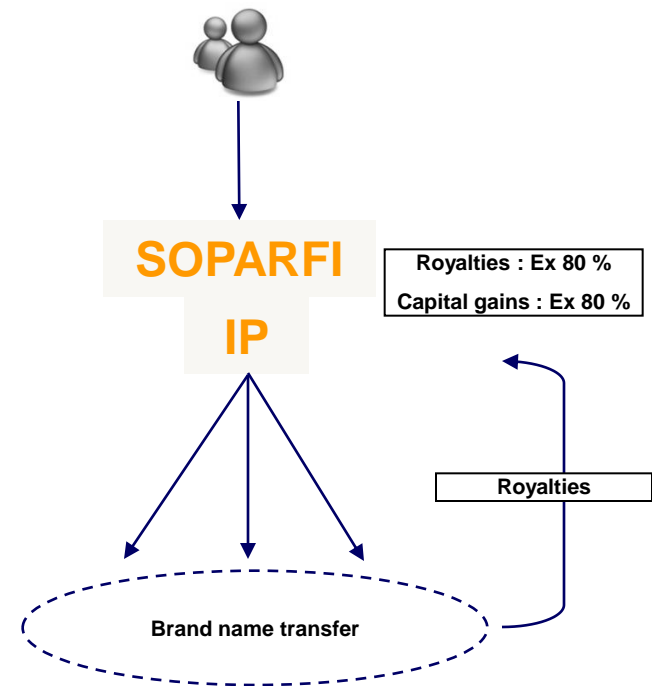 SOPARFI
IP
Royalties : Ex 80 %
Capital gains : Ex 80 %
Royalties
Brand name transfer